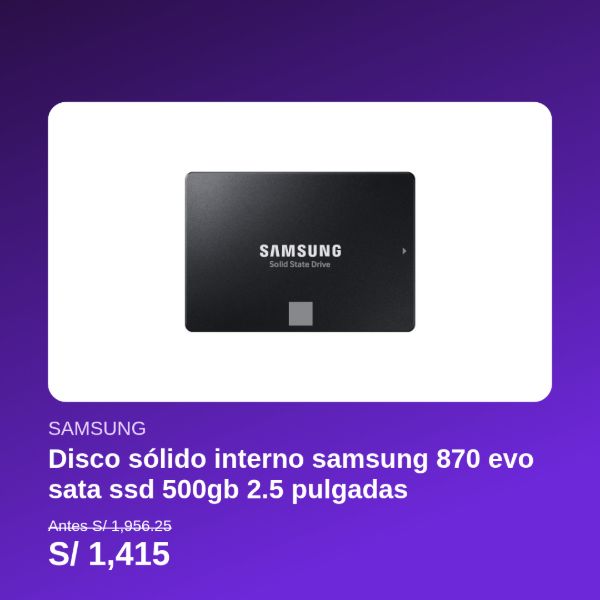 SAMSUNG
Solid State Drive
SAMSUNG
Disco sólido interno samsung 870 evo
sata ssd 500gb 2.5 pulgadas
Antes S/ 1,956.25
S/ 1,415